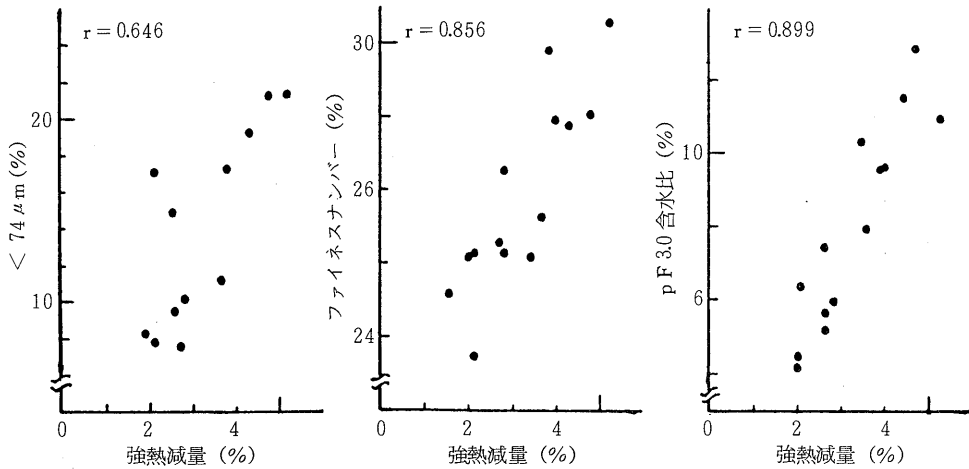 r = 0.646
20
10
< 74 μm (%)
0
2
4
強熱減量 (%)
r = 0.856
30
28
26
24
ファイネスナンバー (%)
0
2
4
強熱減量 (%)
r = 0.899
10
6
pF 3.0 含水比 (%)
0
2
4
強熱減量 (%)